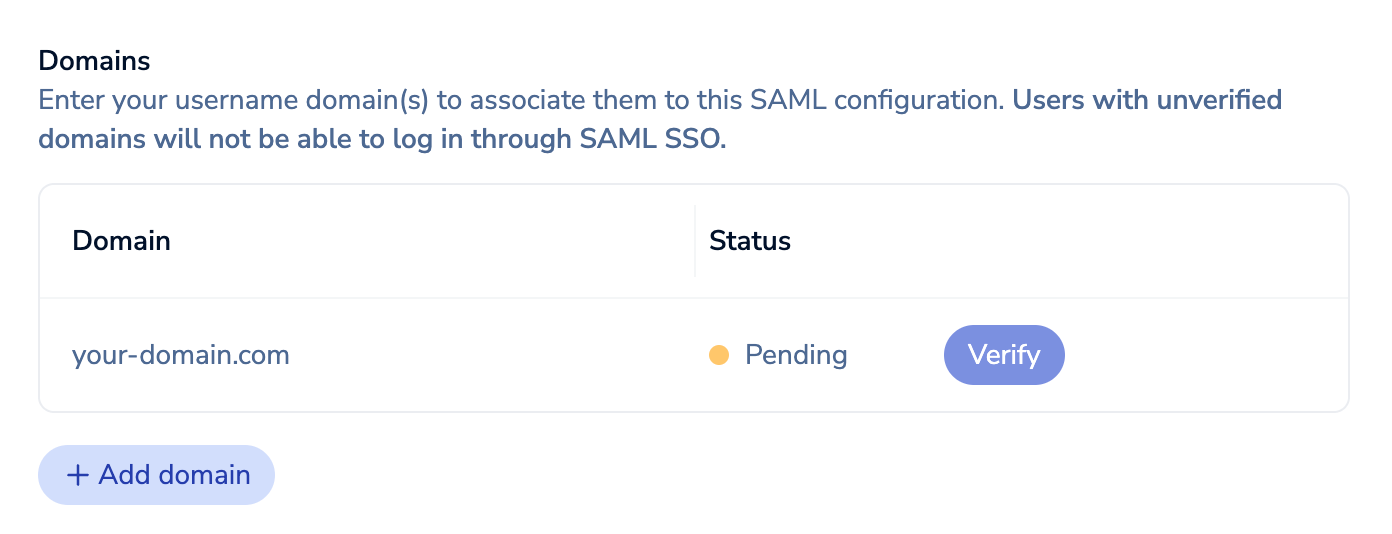 Domains
Enter your username domain(s) to associate them to this SAML configuration. Users with unverified
domains will not be able to log in through SAML SSO.
Domain Status
your-domain.com Pending Verify
+ Add domain